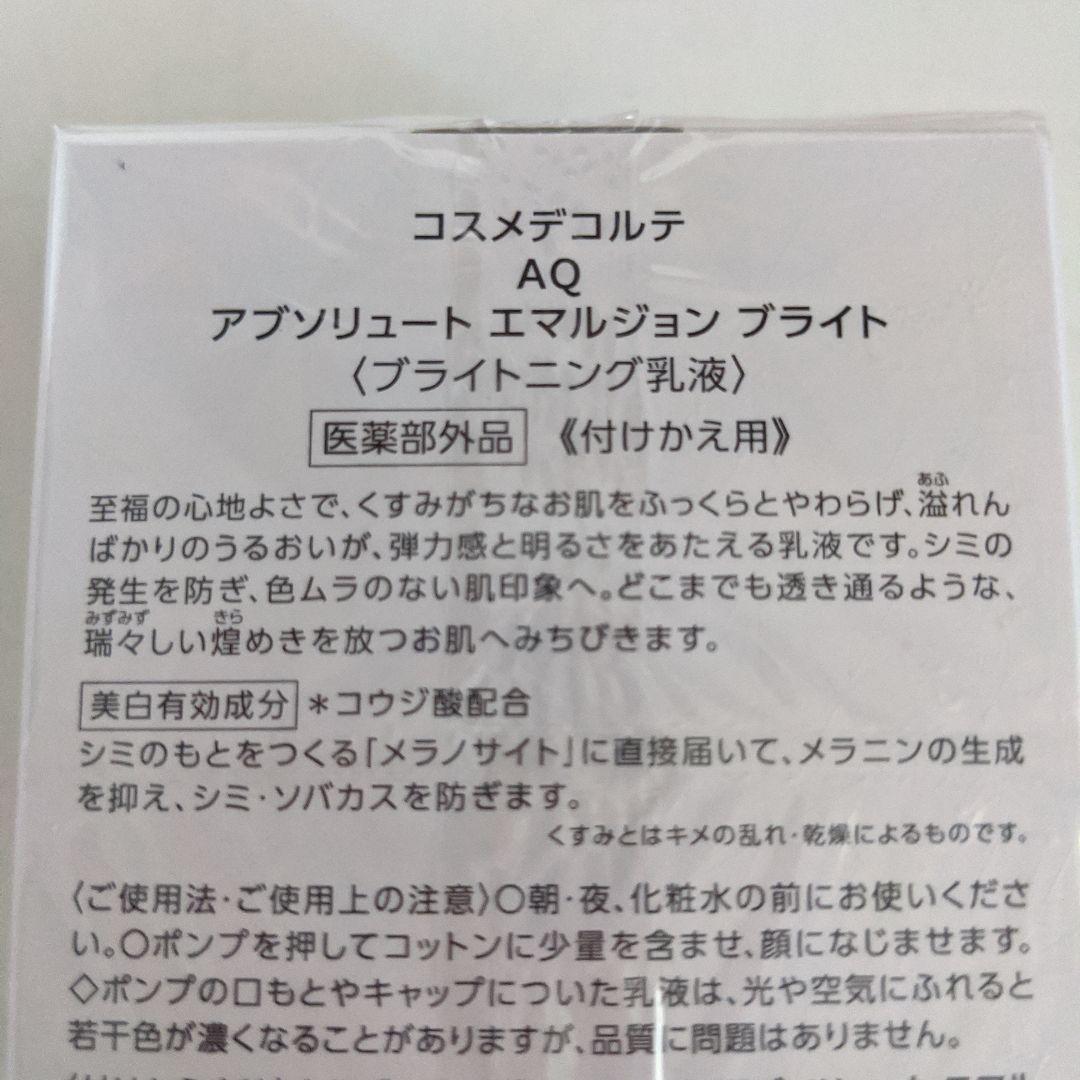 コスメデコルテ
AQ
アブソリュート エマルジョン ブライト
〈ブライトニング乳液〉
医薬部外品 《付けかえ用》
至福の心地よさで、くすみがちなお肌をふっくらとやわらげ、溢れん
ばかりのうるおいが、弾力感と明るさをあたえる乳液です。シミの
発生を防ぎ、色ムラのない肌印象へ。どこまでも透き通るような、
瑞々しい煌めきを放つお肌へみちびきます。
美白有効成分 *コウジ酸配合
シミのもとをつくる「メラノサイト」に直接届いて、メラニンの生成
を抑え、シミ・ソバカスを防ぎます。
くすみとはキメの乱れ・乾燥によるものです。
〈ご使用法・ご使用上の注意〉〇朝・夜、化粧水の前にお使いくださ
い。〇ポンプを押してコットンに少量を含ませ、顔になじませます。
◇ポンプの口もとやキャップについた乳液は、光や空気にふれると
若干色が濃くなることがありますが、品質に問題はありません。